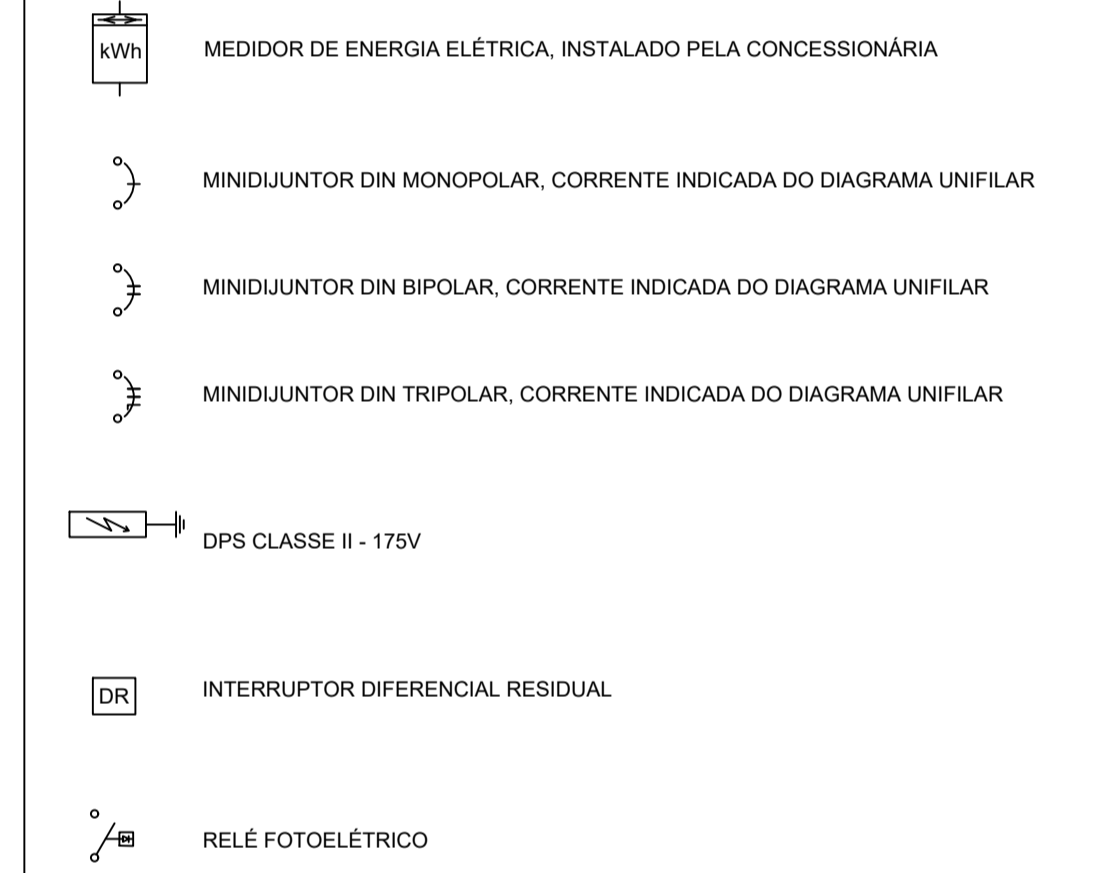 kWh MEDIDOR DE ENERGIA ELÉTRICA, INSTALADO PELA CONCESSIONÁRIA
MINIDIJUNTOR DIN MONOPOLAR, CORRENTE INDICADA DO DIAGRAMA UNIFILAR
MINIDIJUNTOR DIN BIPOLAR, CORRENTE INDICADA DO DIAGRAMA UNIFILAR
MINIDIJUNTOR DIN TRIPOLAR, CORRENTE INDICADA DO DIAGRAMA UNIFILAR
DPS CLASSE II - 175V
DR INTERRUPTOR DIFERENCIAL RESIDUAL
RELÉ FOTOELÉTRICO